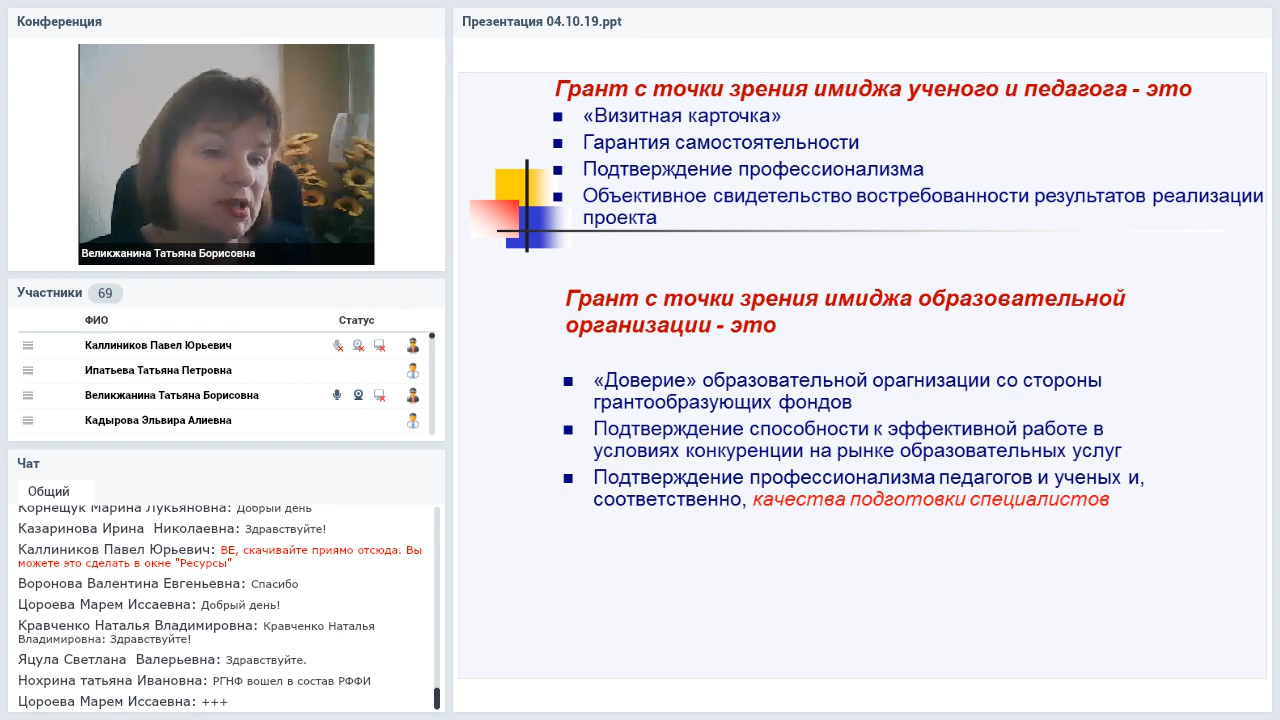 Конференция
Великжанина Татьяна Борисовна
Участники 69
ФИО Статус
Каллиников Павел Юрьевич
Ипатьева Татьяна Петровна
Великжанина Татьяна Борисовна
Кадырова Эльвира Алиевна
Чат
Общий
Корнещук Марина Лукьяновна: Добрый день
Казаринова Ирина Николаевна: Здравствуйте!
Каллиников Павел Юрьевич: ВЕ, скачивайте приямо отсюда. Вы
можете это сделать в окне "Ресурсы"
Воронова Валентина Евгеньевна: Спасибо
Цороева Марем Иссаевна: Добрый день!
Кравченко Наталья Владимировна: Кравченко Наталья
Владимировна: Здравствуйте!
Яцула Светлана Валерьевна: Здравствуйте.
Нохрина татьяна Ивановна: РГНФ вошел в состав РФФИ
Цороева Марем Иссаевна: +++
Презентация 04.10.19.ppt
Грант с точки зрения имиджа ученого и педагога - это
«Визитная карточка»
Гарантия самостоятельности
Подтверждение профессионализма
Объективное свидетельство востребованности результатов реализации
проекта
Грант с точки зрения имиджа образовательной
организации - это
«Доверие» образовательной орагнизации со стороны
грантообразующих фондов
Подтверждение способности к эффективной работе в
условиях конкуренции на рынке образовательных услуг
Подтверждение профессионализма педагогов и ученых и,
соответственно, качества подготовки специалистов